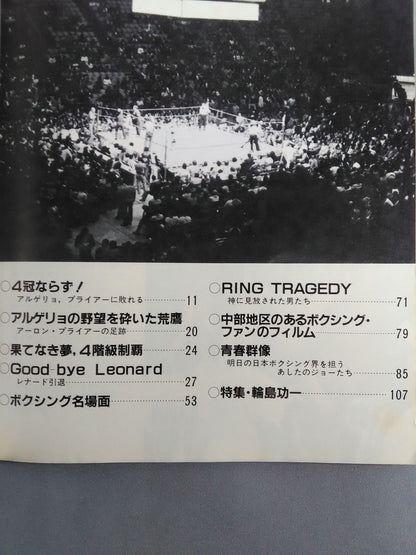 ○4冠ならず！
アルゲリョ，プライアーに敗れる……………11
○アルゲリョの野望を砕いた荒鷹
アーロン・プライアーの足跡……………20
○果てなき夢，4階級制覇……………24
○Good-bye Leonard
レナード引退……………27
○ボクシング名場面……………53
○RING TRAGEDY
神に見放された男たち……………71
○中部地区のあるボクシング・
ファンのフィルム……………79
○青春群像
明日の日本ボクシング界を担う
あしたのジョーたち……………85
○特集・輪島功一……………107